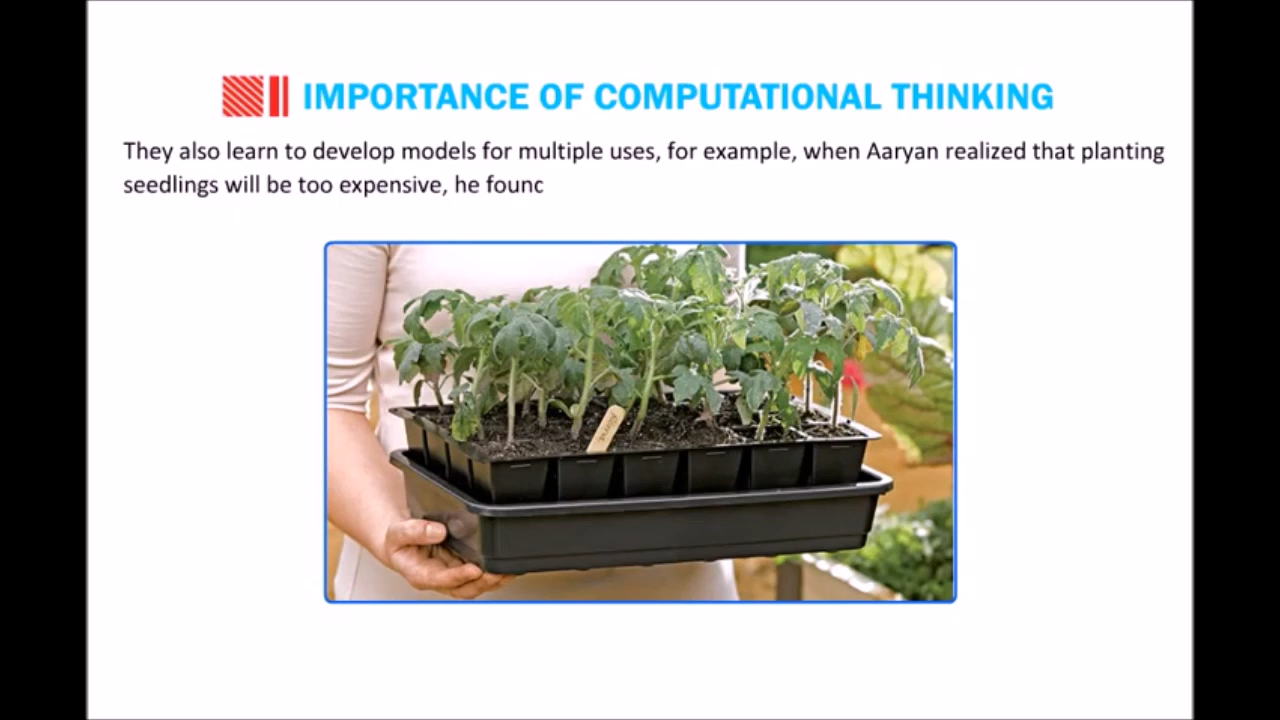 IMPORTANCE OF COMPUTATIONAL THINKING
They also learn to develop models for multiple uses, for example, when Aaryan realized that planting
seedlings will be too expensive, he founc